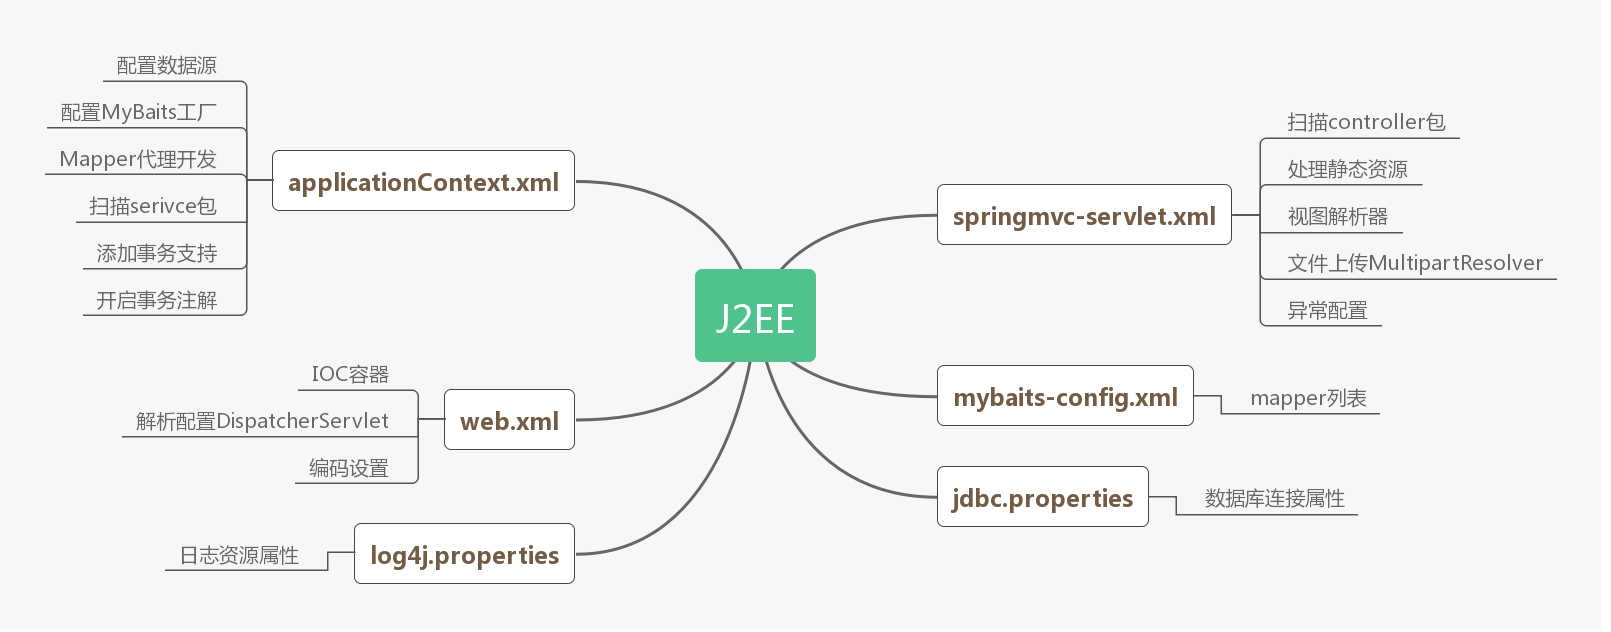 J2EE
applicationContext.xml
配置数据源
配置MyBaits工厂
Mapper代理开发
扫描serivce包
添加事务支持
开启事务注解
web.xml
IOC容器
解析配置DispatcherServlet
编码设置
log4j.properties
日志资源属性
springmvc-servlet.xml
扫描controller包
处理静态资源
视图解析器
文件上传MultipartResolver
异常配置
mybaits-config.xml
mapper列表
jdbc.properties
数据库连接属性